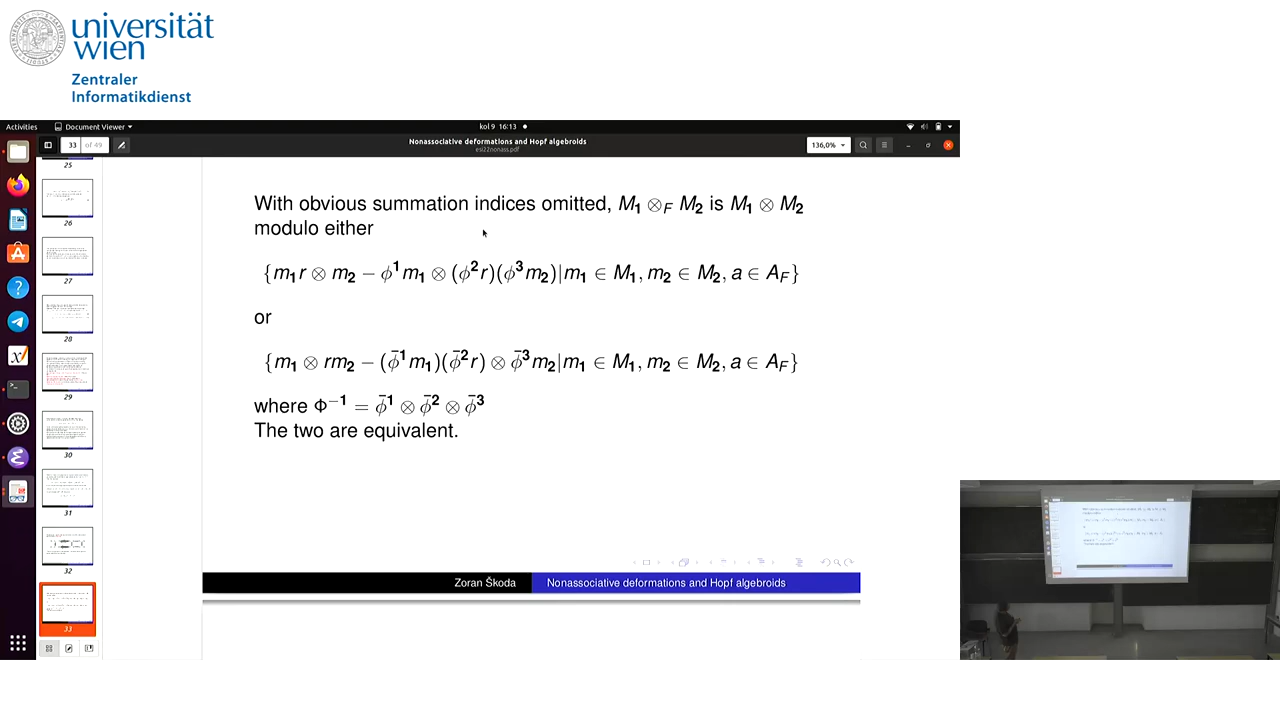 universität
wien
Zentraler
Informatikdienst
Activities
Document Viewer
kol 9 16:13
33 of 49
Nonassociative deformations and Hopf algebroids
esi22nonass.pdf
136,0%
25
26
27
28
29
30
31
32
33
With obvious summation indices omitted, M₁ ⊗_F M₂ is M₁ ⊗ M₂
modulo either
{m₁r ⊗ m₂ − ϕ¹m₁ ⊗ (ϕ²r)(ϕ³m₂)|m₁ ∈ M₁, m₂ ∈ M₂, a ∈ A_F}
or
{m₁ ⊗ rm₂ − (ϕ̄¹m₁)(ϕ̄²r) ⊗ ϕ̄³m₂|m₁ ∈ M₁, m₂ ∈ M₂, a ∈ A_F}
where Φ⁻¹ = ϕ̄¹ ⊗ ϕ̄² ⊗ ϕ̄³
The two are equivalent.
Zoran Škoda
Nonassociative deformations and Hopf algebroids